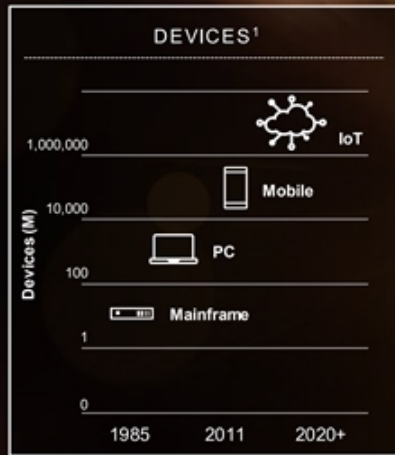 DEVICES¹
IoT
1,000,000
Mobile
10,000
Devices (M)
PC
100
Mainframe
1
0
1985 2011 2020+